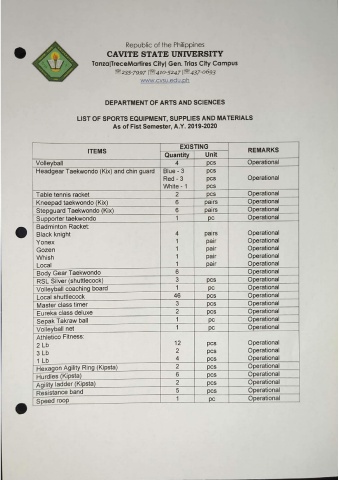 Republic of the Philippines
CAVITE STATE UNIVERSITY
Tanza(TreceMartires City) Gen. Trias City Campus
☎235-7997 ☎410-5247 ☎437-0693
www.cvsu.edu.ph
DEPARTMENT OF ARTS AND SCIENCES
LIST OF SPORTS EQUIPMENT, SUPPLIES AND MATERIALS
As of Fist Semester, A.Y. 2019-2020
ITEMS EXISTING REMARKS
Quantity Unit
Volleyball 4 pcs Operational
Headgear Taekwondo (Kix) and chin guard Blue - 3 pcs
Red - 3 pcs Operational
White - 1 pcs
Table tennis racket 2 pcs Operational
Kneepad taekwondo (Kix) 6 pairs Operational
Stepguard Taekwondo (Kix) 6 pairs Operational
Supporter taekwondo 1 pc Operational
Badminton Racket:
Black knight 4 pairs Operational
Yonex 1 pair Operational
Gozen 1 pair Operational
Whish 1 pair Operational
Local 1 pair Operational
Body Gear Taekwondo 6 Operational
RSL Silver (shuttlecock) 3 pcs Operational
Volleyball coaching board 1 pc Operational
Local shuttlecock 46 pcs Operational
Master class timer 3 pcs Operational
Eureka class deluxe 2 pcs Operational
Sepak Takraw ball 1 pc Operational
Volleyball net 1 pc Operational
Athletico Fitness:
2 Lb 12 pcs Operational
3 Lb 2 pcs Operational
1 Lb 4 pcs Operational
Hexagon Agility Ring (Kipsta) 2 pcs Operational
Hurdles (Kipsta) 6 pcs Operational
Agility ladder (Kipsta) 2 pcs Operational
Resistance band 5 pcs Operational
Speed roop 1 pc Operational